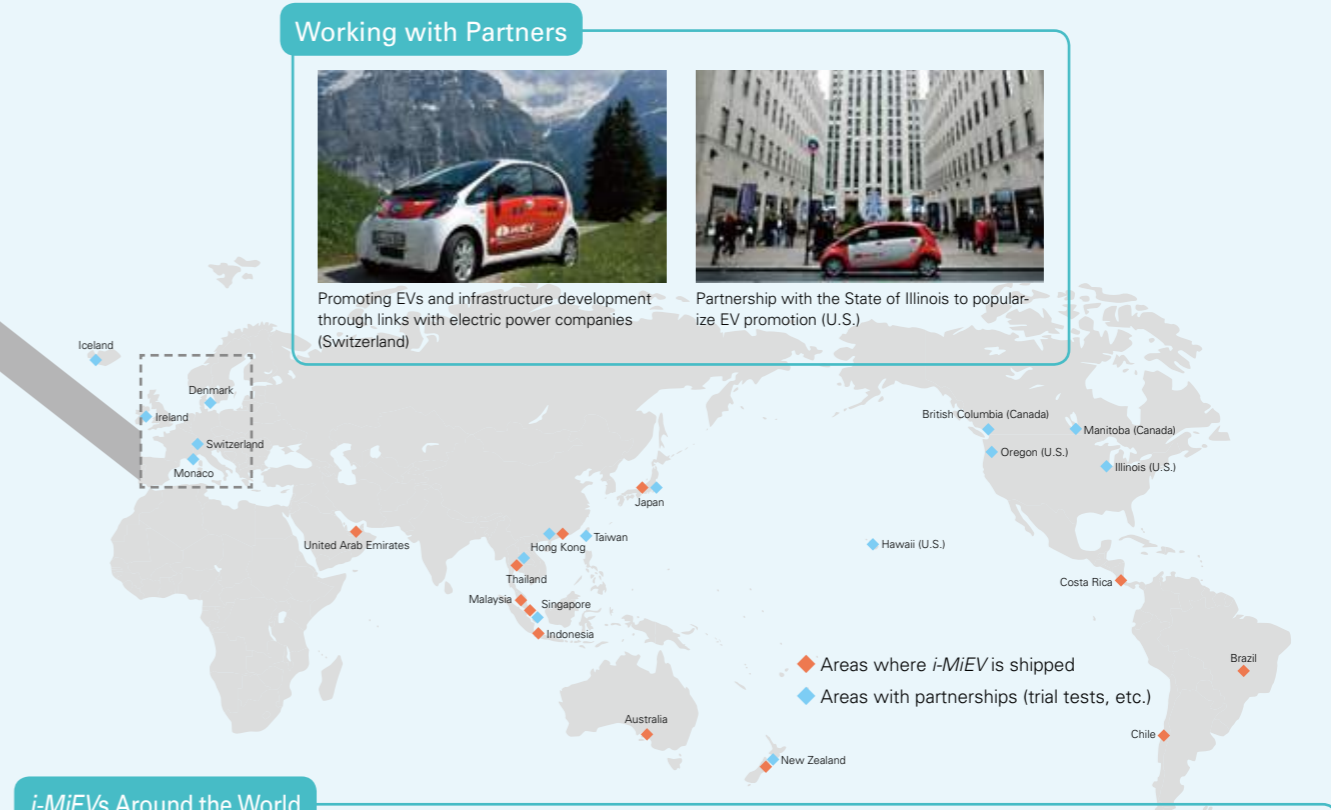 Working with Partners
i MiEV
Promoting EVs and infrastructure development
through links with electric power companies
(Switzerland)
Partnership with the State of Illinois to popular-
ize EV promotion (U.S.)
Iceland
Denmark
Ireland
Switzerland
Monaco
British Columbia (Canada)
Manitoba (Canada)
Oregon (U.S.)
Illinois (U.S.)
Japan
United Arab Emirates
Taiwan
Hong Kong
Hawaii (U.S.)
Thailand
Costa Rica
Malaysia
Singapore
Indonesia
Areas where i-MiEV is shipped
Brazil
Areas with partnerships (trial tests, etc.)
Australia
Chile
New Zealand
i-MiEVs Around the World